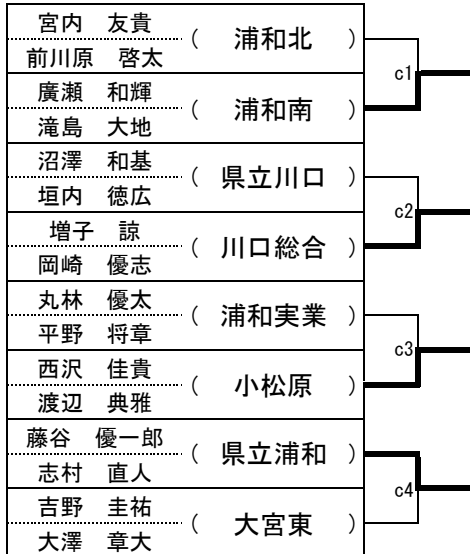 宮内　友貴
前川原　啓太
（　浦和北　）
c1
廣瀬　和輝
滝島　大地
（　浦和南　）
沼澤　和基
垣内　徳広
（　県立川口　）
c2
増子　諒
岡崎　優志
（　川口総合　）
丸林　優太
平野　将章
（　浦和実業　）
c3
西沢　佳貴
渡辺　典雅
（　小松原　）
藤谷　優一郎
志村　直人
（　県立浦和　）
c4
吉野　圭祐
大澤　章大
（　大宮東　）